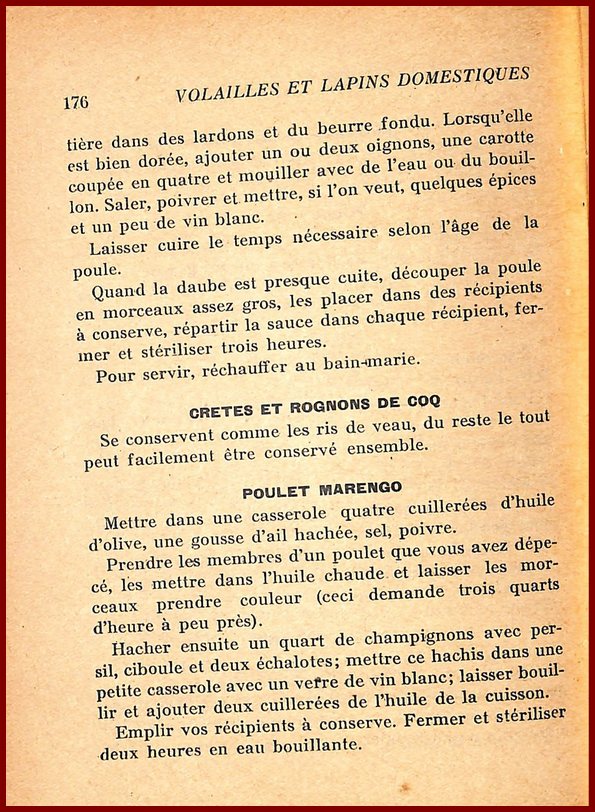 176
VOLAILLES ET LAPINS DOMESTIQUES
tière dans des lardons et du beurre fondu. Lorsqu'elle
est bien dorée, ajouter un ou deux oignons, une carotte
coupée en quatre et mouiller avec de l'eau ou du bouil-
lon. Saler, poivrer et mettre, si l'on veut, quelques épices
et un peu de vin blanc.
Laisser cuire le temps nécessaire selon l'âge de la
poule.
Quand la daube est presque cuite, découper la poule
en morceaux assez gros, les placer dans des récipients
à conserve, répartir la sauce dans chaque récipient, fer-
mer et stériliser trois heures.
Pour servir, réchauffer au bain-marie.
CRETES ET ROGNONS DE COQ
Se conservent comme les ris de veau, du reste le tout
peut facilement être conservé ensemble.
POULET MARENGO
Mettre dans une casserole quatre cuillerées d'huile
d'olive, une gousse d'ail hachée, sel, poivre.
Prendre les membres d'un poulet que vous avez dépe-
cé, les mettre dans l'huile chaude et laisser les mor-
ceaux prendre couleur (ceci demande trois quarts
d'heure à peu près).
Hacher ensuite un quart de champignons avec per-
sil, ciboule et deux échalotes; mettre ce hachis dans une
petite casserole avec un verre de vin blanc; laisser bouil-
lir et ajouter deux cuillerées de l'huile de la cuisson.
Emplir vos récipients à conserve. Fermer et stériliser
deux heures en eau bouillante.